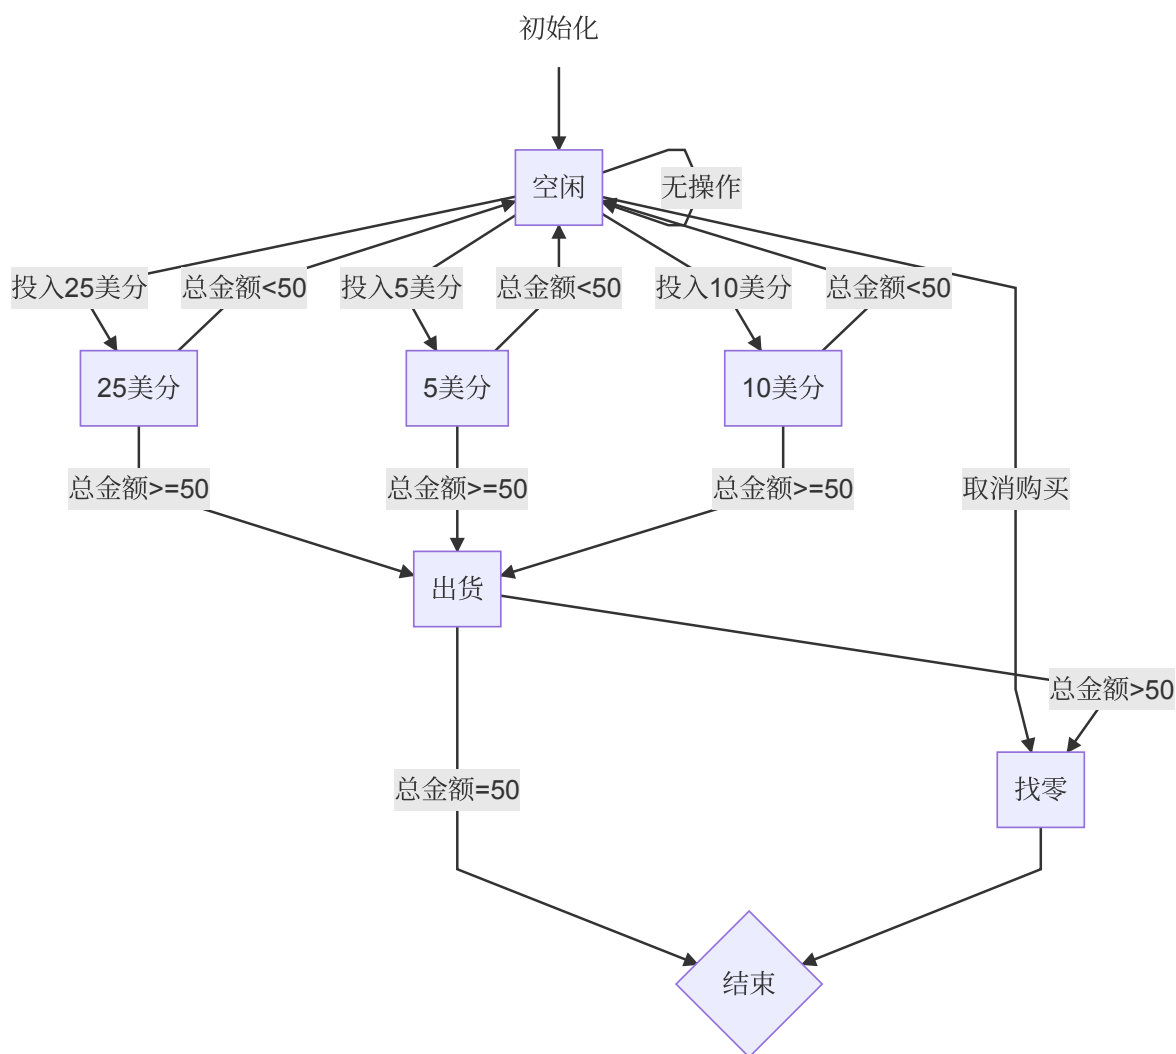 初始化
空闲
无操作
投入25美分
总金额<50
投入5美分
总金额<50
投入10美分
总金额<50
25美分
5美分
10美分
总金额>=50
总金额>=50
总金额>=50
取消购买
出货
总金额>50
总金额=50
找零
结束